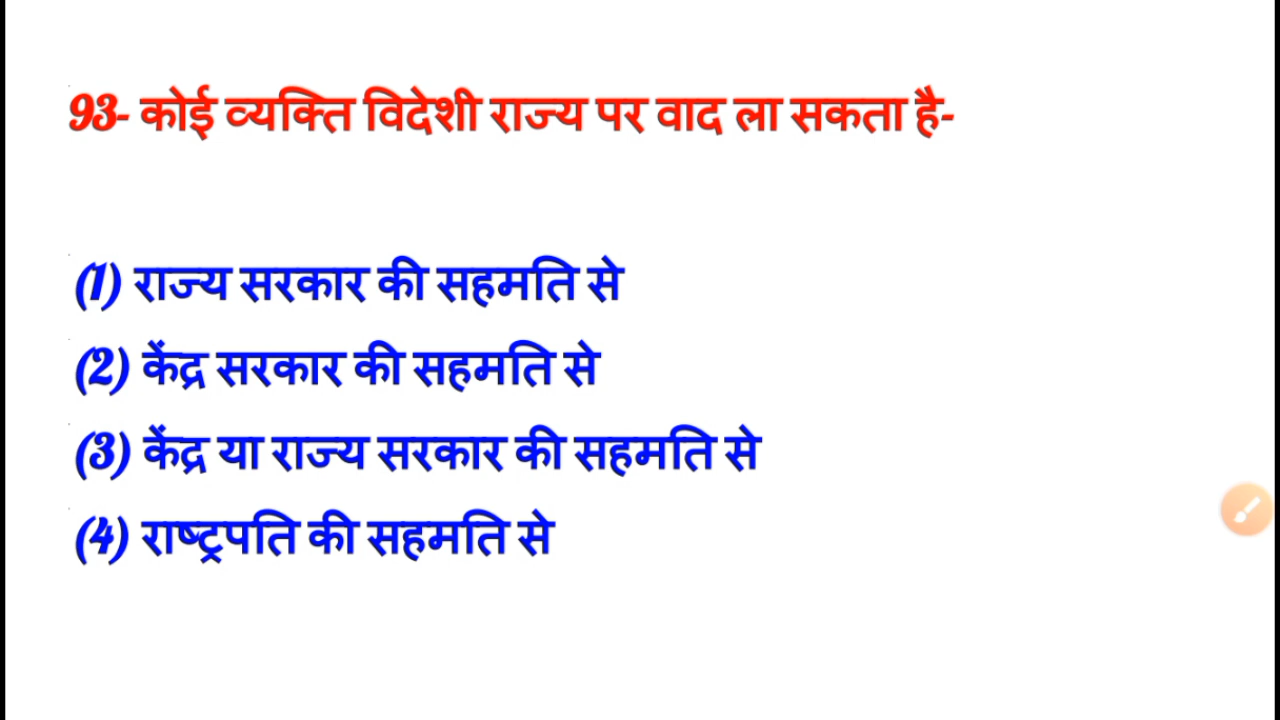 93- कोई व्यक्ति विदेशी राज्य पर वाद ला सकता है-
(1) राज्य सरकार की सहमति से
(2) केंद्र सरकार की सहमति से
(3) केंद्र या राज्य सरकार की सहमति से
(4) राष्ट्रपति की सहमति से